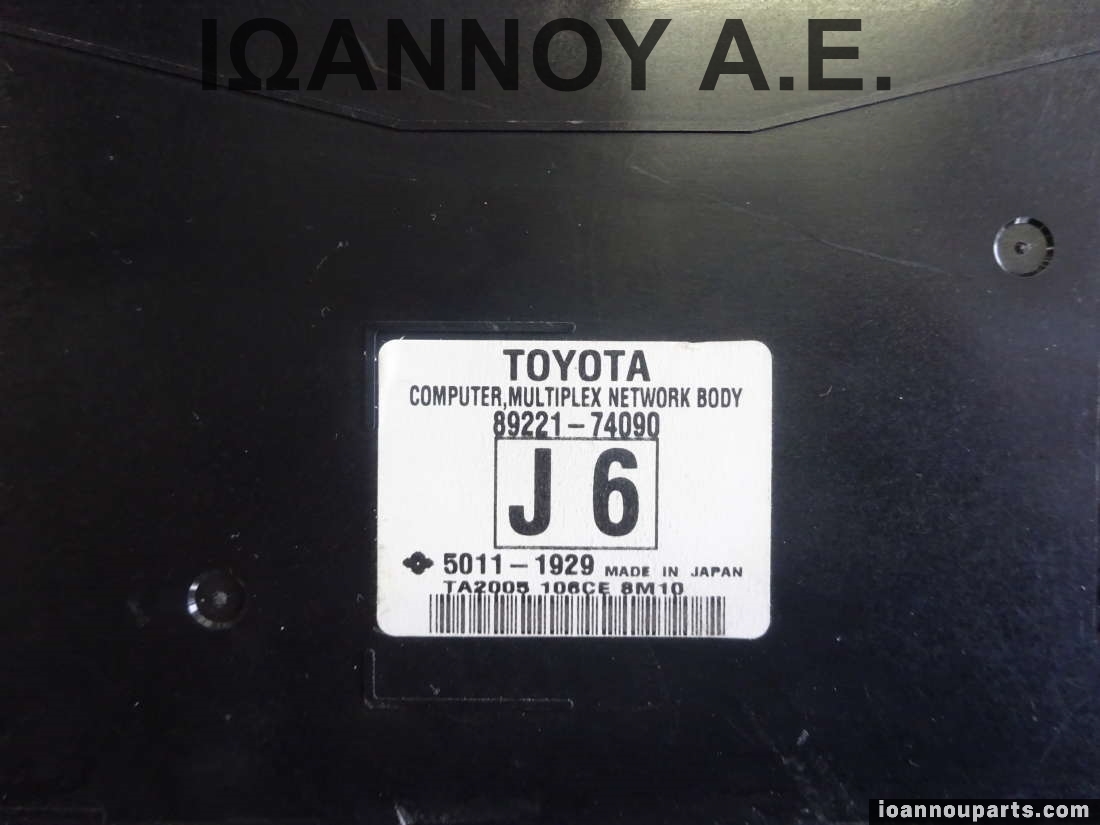 ΙΩΑΝΝΟΥ Α.Ε.
TOYOTA
COMPUTER,MULTIPLEX NETWORK BODY
89221-74090
J 6
5011-1929 MADE IN JAPAN
TA2005 106CE 8M10
ioannouparts.com